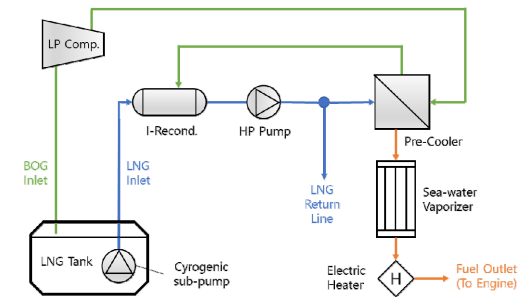 LP Comp.
I-Recond.
HP Pump
Pre-Cooler
BOG
Inlet
LNG
Inlet
LNG
Return
Line
Sea-water
Vaporizer
LNG Tank
Cyrogenic
sub-pump
Electric
Heater
H
Fuel Outlet
(To Engine)